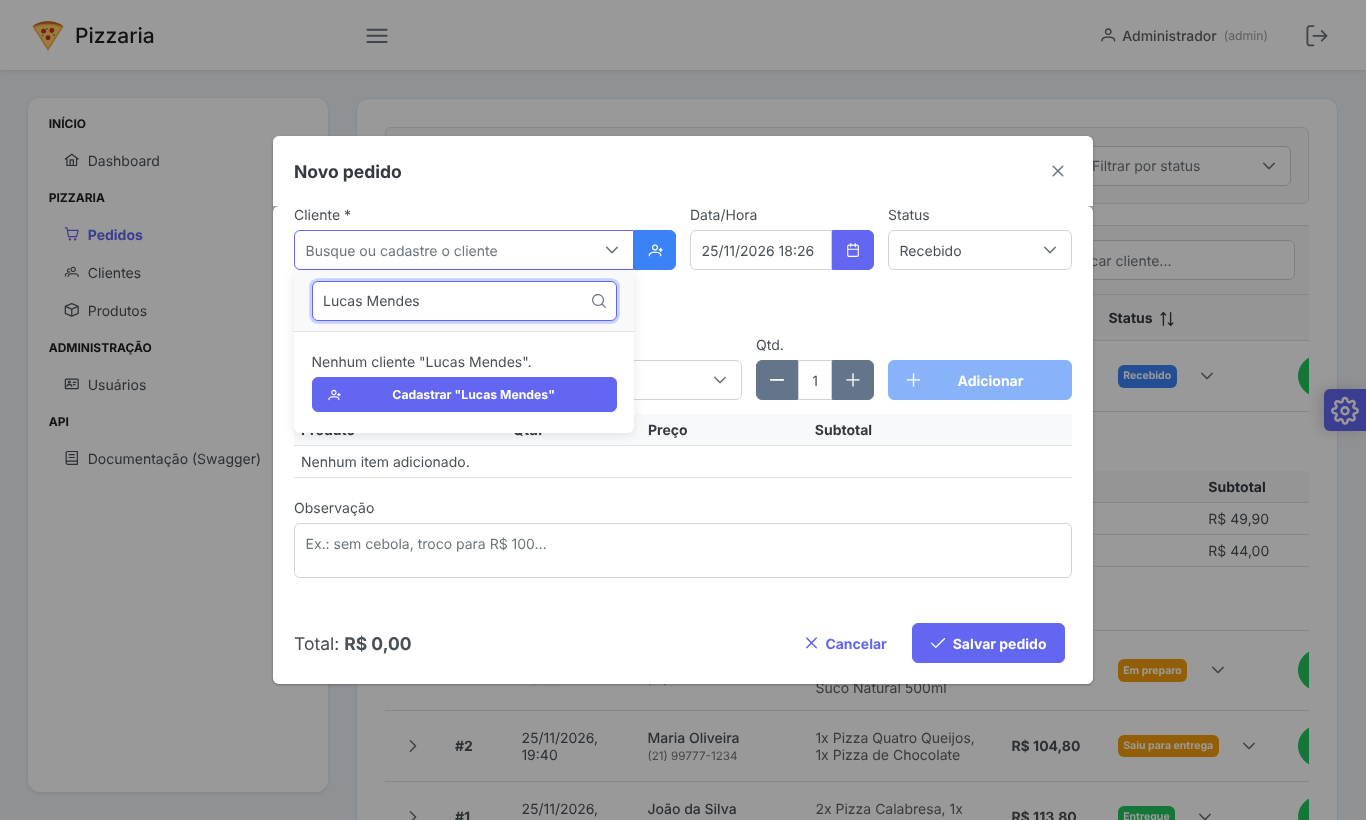 Pizzaria
Administrador (admin)
INÍCIO
Dashboard
PIZZARIA
Pedidos
Clientes
Produtos
ADMINISTRAÇÃO
Usuários
API
Documentação (Swagger)
Filtrar por status
car cliente...
Status
Recebido
Subtotal
R$ 49,90
R$ 44,00
Novo pedido
Cliente *
Data/Hora
Status
Busque ou cadastre o cliente
25/11/2026 18:26
Recebido
Lucas Mendes
Nenhum cliente "Lucas Mendes".
Cadastrar "Lucas Mendes"
Qtd.
1
Adicionar
Produto Qtd. Preço Subtotal
Nenhum item adicionado.
Observação
Ex.: sem cebola, troco para R$ 100...
Total: R$ 0,00
Cancelar
Salvar pedido
Em preparo
Suco Natural 500ml
#2
25/11/2026,
19:40
Maria Oliveira
(21) 99777-1234
1x Pizza Quatro Queijos,
1x Pizza de Chocolate
R$ 104,80
Saiu para entrega
#1
25/11/2026,
João da Silva
2x Pizza Calabresa, 1x
R$ 113,80
Entregue